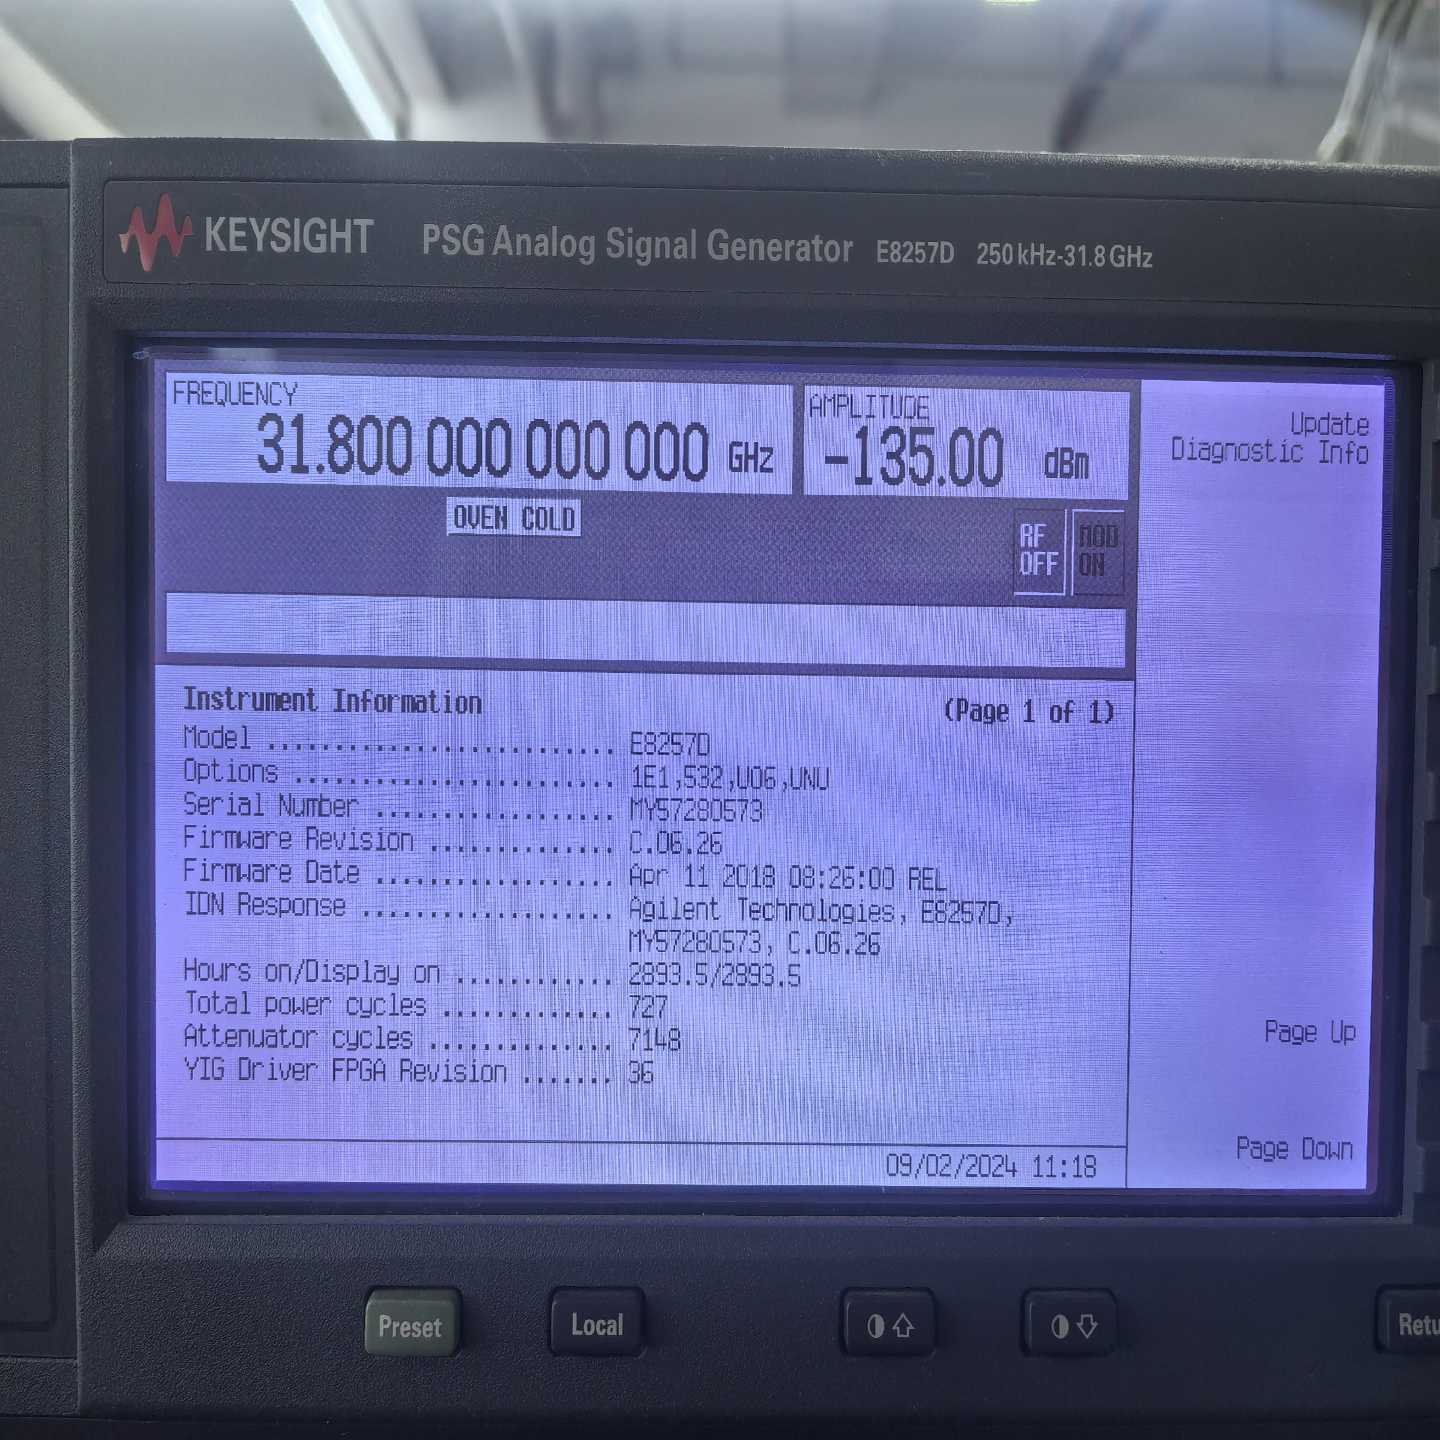 KEYSIGHT PSG Analog Signal Generator E8257D 250 kHz-31.8 GHz
FREQUENCY
31.800 000 000 000 GHz
AMPLITUDE
-135.00 dBm
Update
Diagnostic Info
OVEN COLD
RF
OFF
MOD
ON
Instrument Information (Page 1 of 1)
Model .......................... E8257D
Options ........................ 1E1,532,U06,UNU
Serial Number .................. MY57280573
Firmware Revision .............. C.06.26
Firmware Date .................. Apr 11 2018 08:26:00 REL
IDN Response ................... Agilent Technologies, E8257D,
MY57280573, C.06.26
Hours on/Display on ............ 2893.5/2893.5
Total power cycles ............. 727
Attenuator cycles .............. 7148
YIG Driver FPGA Revision ....... 36
Page Up
Page Down
09/02/2024 11:18
Preset
Local
Retu